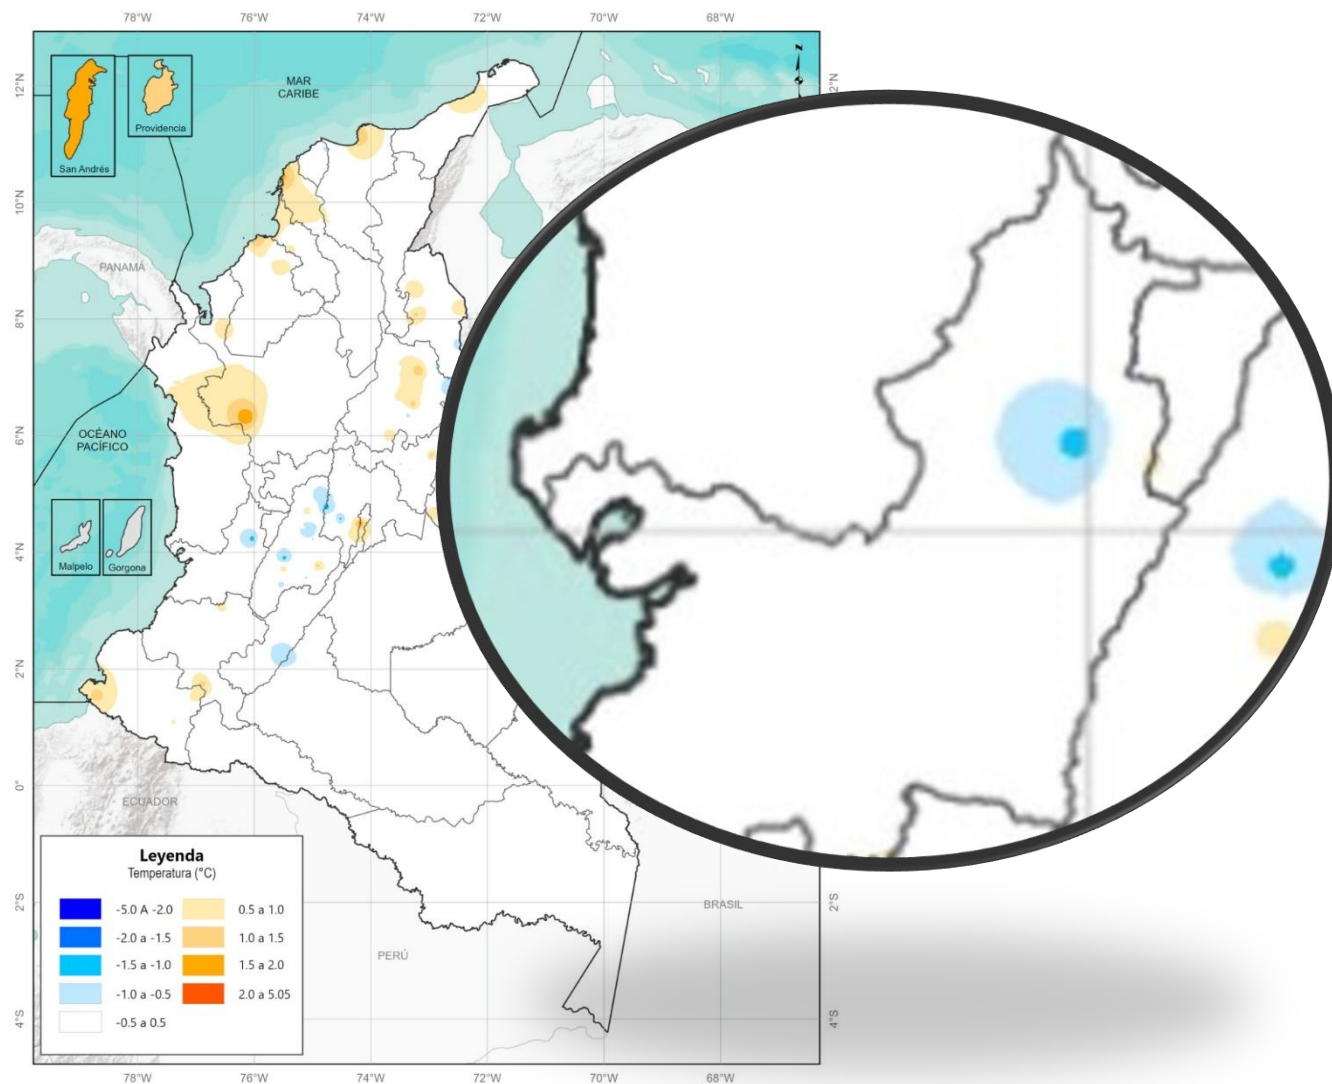 78°W 76°W 74°W 72°W 70°W 68°W
N
12°N
10°N
8°N
6°N
4°N
2°N
0°
2°S
4°S
San Andrés
Providencia
MAR
CARIBE
PANAMÁ
OCÉANO
PACÍFICO
Malpelo
Gorgona
ECUADOR
PERÚ
BRASIL
Leyenda
Temperatura (°C)
-5.0 A -2.0 0.5 a 1.0
-2.0 a -1.5 1.0 a 1.5
-1.5 a -1.0 1.5 a 2.0
-1.0 a -0.5 2.0 a 5.05
-0.5 a 0.5
2°N
2°S
4°S
78°W 76°W 74°W 72°W 70°W 68°W